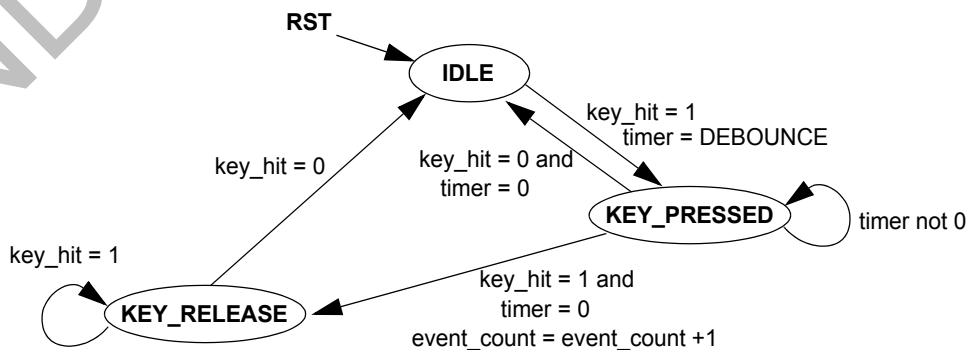 RST
IDLE
key_hit = 1
timer = DEBOUNCE
key_hit = 0
key_hit = 0 and
timer = 0
KEY_PRESSED
timer not 0
key_hit = 1
key_hit = 1 and
timer = 0
event_count = event_count +1
KEY_RELEASE